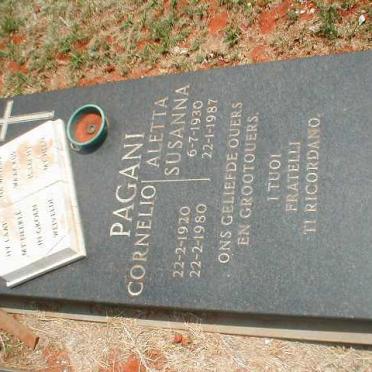 PAGANI
CORNELIO
22-2-1920
22-2-1980
ALETTA
SUSANNA
6-7-1930
22-1-1987
ONS GELIEFDE OUERS
EN GROOTOUERS.
I TUOI
FRATELLI
TI RICORDANO.